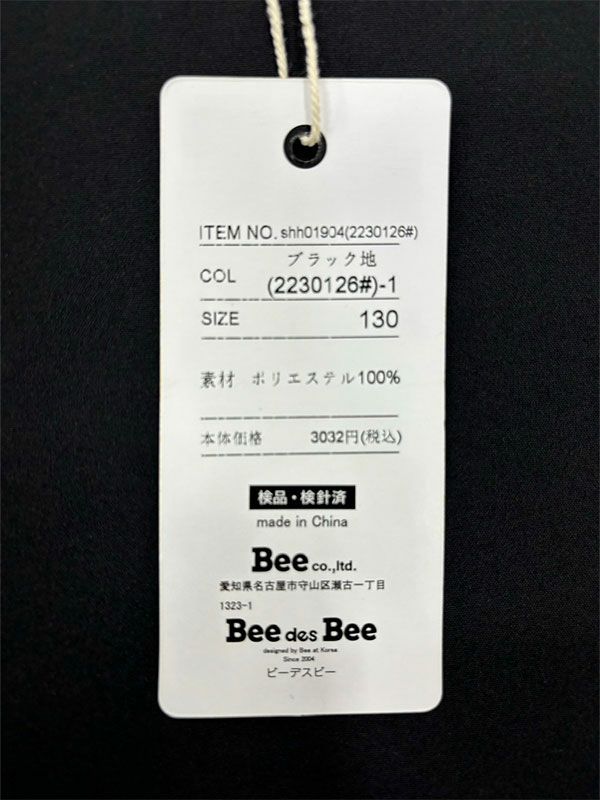 ITEM NO. shh01904(2230126#)
ブラック地
COL (2230126#)-1
SIZE 130
素材 ポリエステル100%
本体価格 3032円(税込)
検品・検針済
made in China
Bee co.,ltd.
愛知県名古屋市守山区瀬古一丁目
1323-1
Bee des Bee
designed by Bee at Korea
Since 2004
ビーデスビー